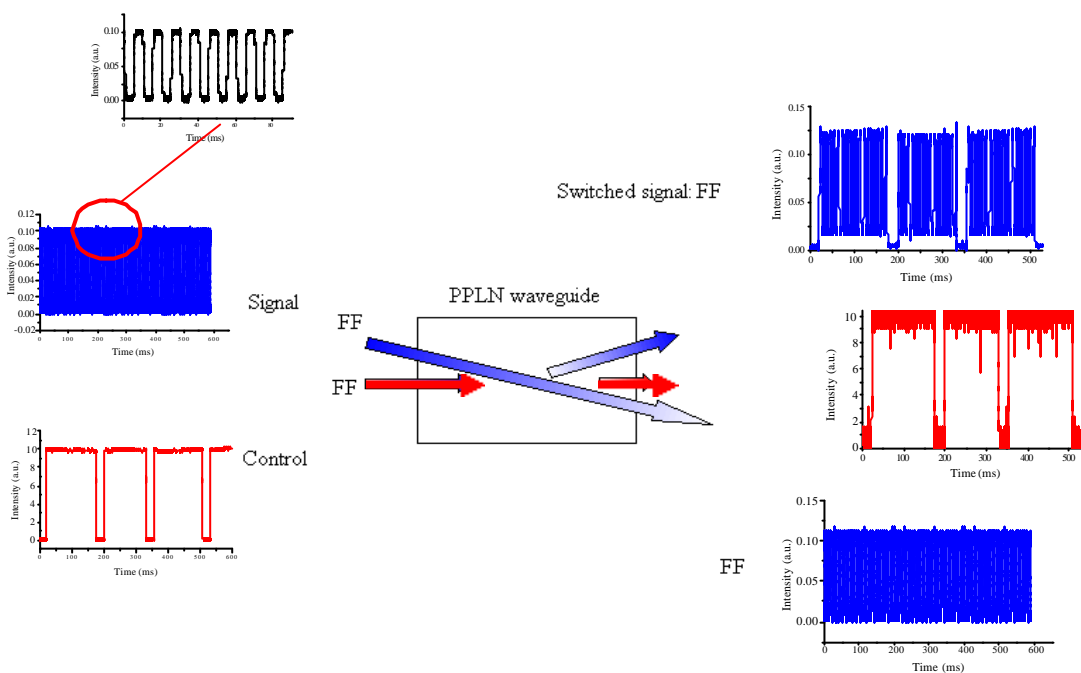 Intensity (a.u.)
0.10
0.05
0.00
0 20 40 60 80
Time (ms)
Intensity (a.u.)
0.12
0.10
0.08
0.06
0.04
0.02
0.00
-0.02
0 100 200 300 400 500 600
Time (ms)
Signal
Intensity (a.u.)
12
10
8
6
4
2
0
0 100 200 300 400 500 600
Time (ms)
Control
PPLN waveguide
FF
FF
Switched signal: FF
Intensity (a.u.)
0.15
0.10
0.05
0.00
0 100 200 300 400 500
Time (ms)
Intensity (a.u.)
10
8
6
4
2
0
0 100 200 300 400 500
Time (ms)
FF
Intensity (a.u.)
0.15
0.10
0.05
0.00
0 100 200 300 400 500 600
Time (ms)